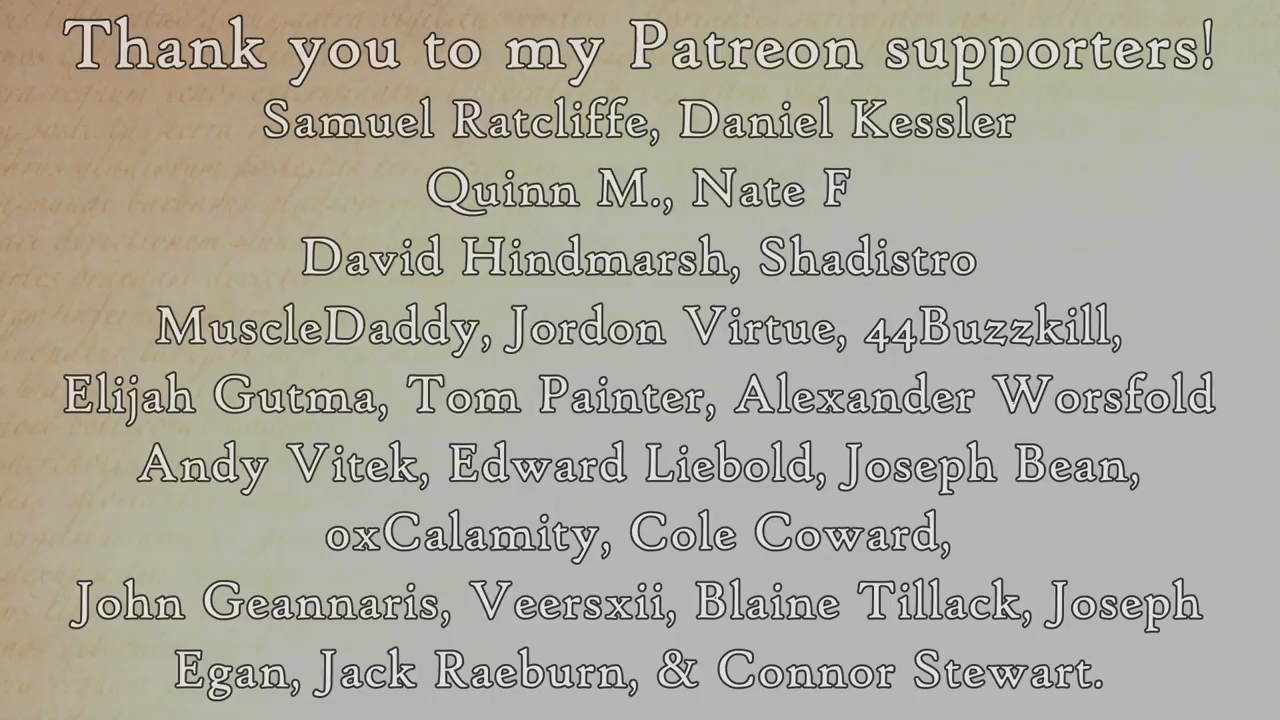 Thank you to my Patreon supporters!
Samuel Ratcliffe, Daniel Kessler
Quinn M., Nate F
David Hindmarsh, Shadistro
MuscleDaddy, Jordon Virtue, 44Buzzkill,
Elijah Gutma, Tom Painter, Alexander Worsfold
Andy Vitek, Edward Liebold, Joseph Bean,
0xCalamity, Cole Coward,
John Geannaris, Veersxii, Blaine Tillack, Joseph
Egan, Jack Raeburn, & Connor Stewart.